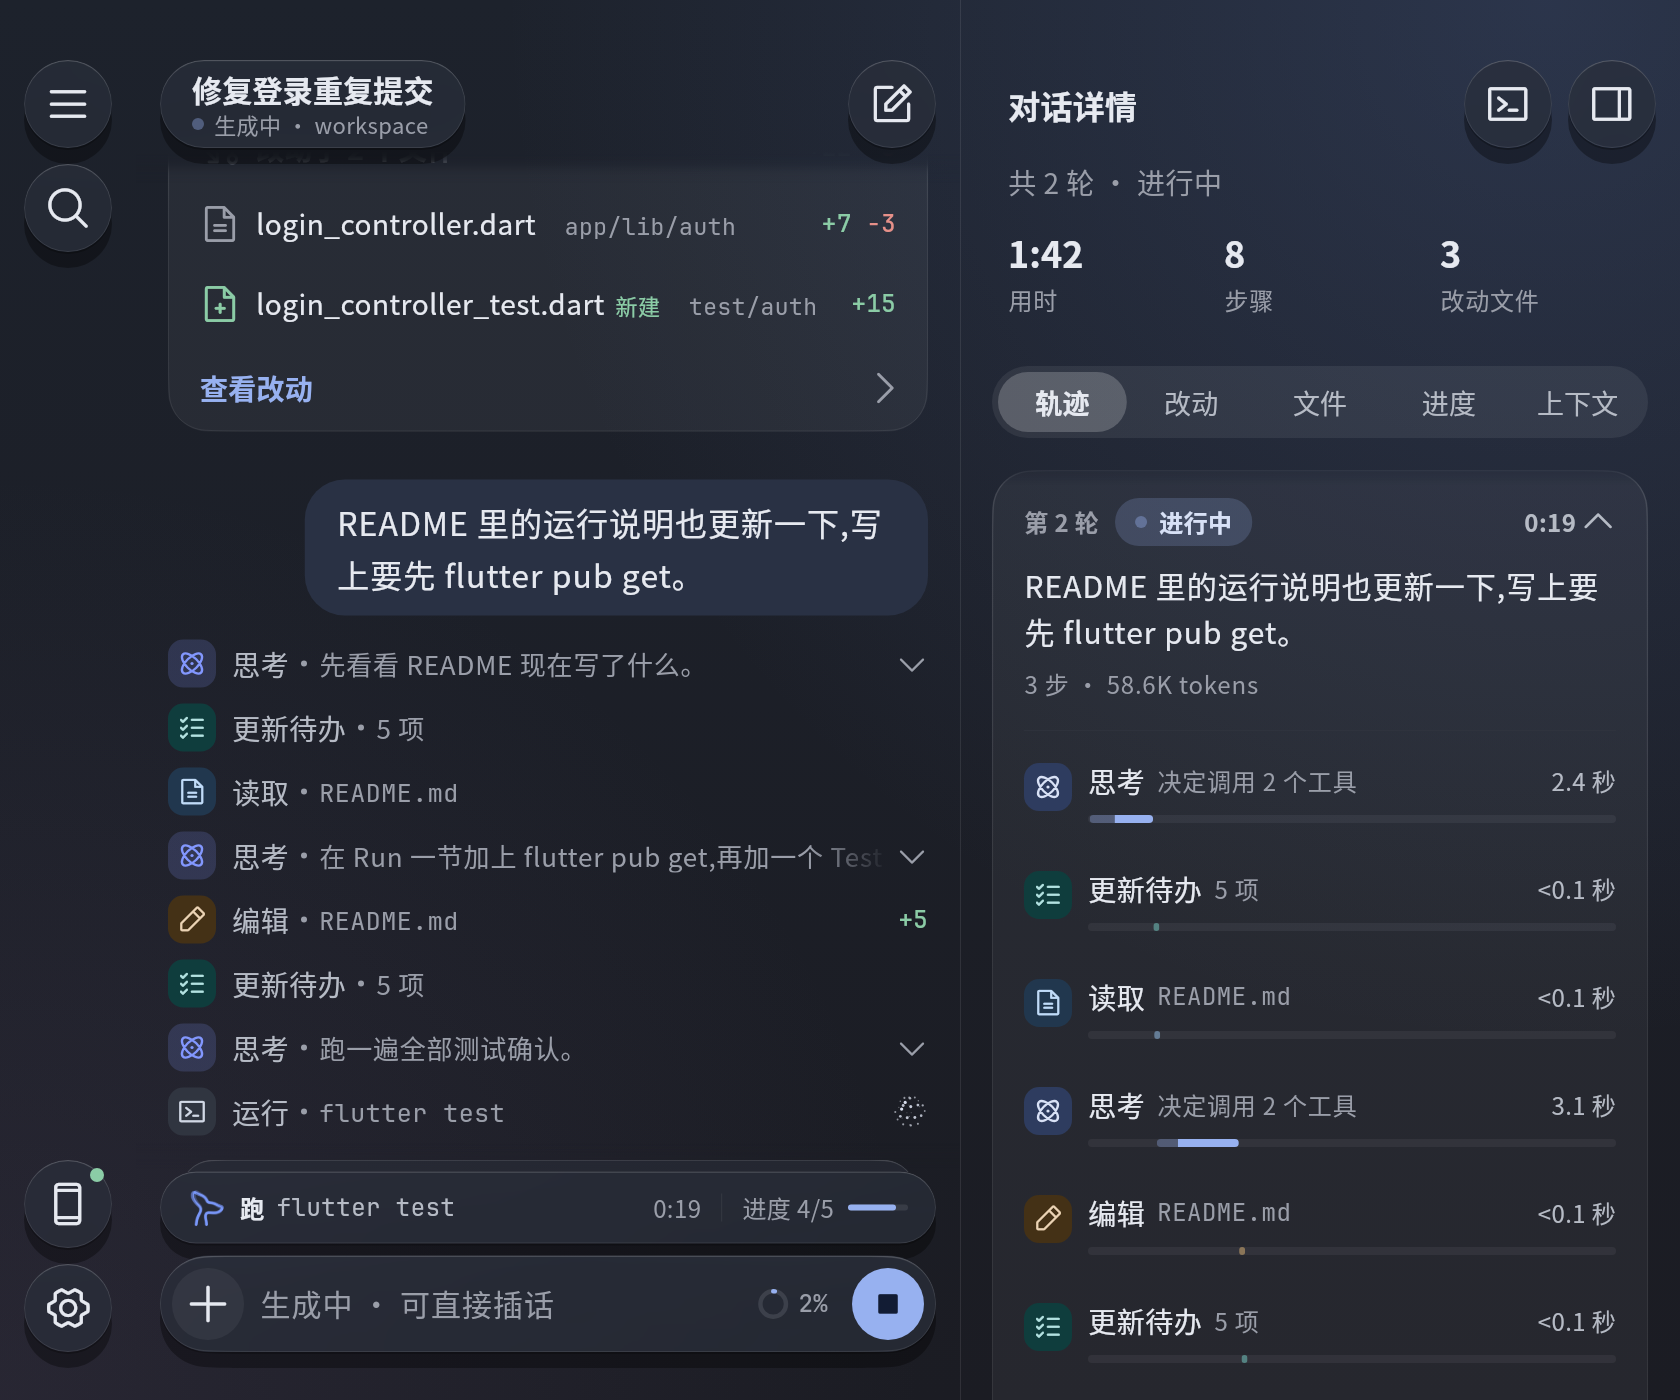 修复登录重复提交
生成中 • workspace
login_controller.dart app/lib/auth +7 -3
login_controller_test.dart 新建 test/auth +15
查看改动
README 里的运行说明也更新一下,写
上要先 flutter pub get。
思考 • 先看看 README 现在写了什么。
更新待办 • 5 项
读取 • README.md
思考 • 在 Run 一节加上 flutter pub get,再加一个 Test
编辑 • README.md +5
更新待办 • 5 项
思考 • 跑一遍全部测试确认。
运行 • flutter test
跑 flutter test 0:19 进度 4/5
生成中 • 可直接插话 2%
对话详情
共 2 轮 • 进行中
1:42 8 3
用时 步骤 改动文件
轨迹 改动 文件 进度 上下文
第 2 轮 进行中 0:19
README 里的运行说明也更新一下,写上要
先 flutter pub get。
3 步 • 58.6K tokens
思考 决定调用 2 个工具 2.4 秒
更新待办 5 项 <0.1 秒
读取 README.md <0.1 秒
思考 决定调用 2 个工具 3.1 秒
编辑 README.md <0.1 秒
更新待办 5 项 <0.1 秒